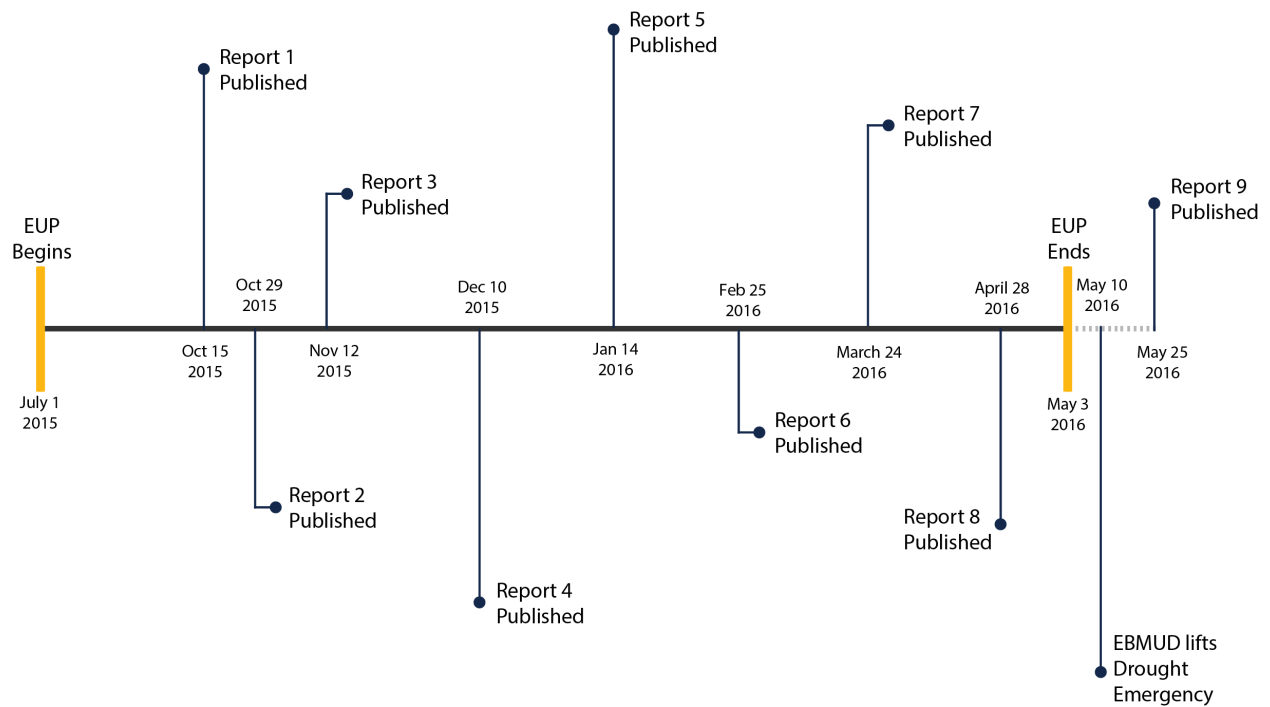 Report 5
Published
Report 1
Published
Report 7
Published
Report 3
Published
Report 9
Published
EUP
Begins
EUP
Ends
Oct 29
2015
Dec 10
2015
Feb 25
2016
April 28
2016
May 10
2016
Oct 15
2015
Nov 12
2015
Jan 14
2016
March 24
2016
May 25
2016
July 1
2015
May 3
2016
Report 6
Published
Report 2
Published
Report 8
Published
Report 4
Published
EBMUD lifts
Drought
Emergency